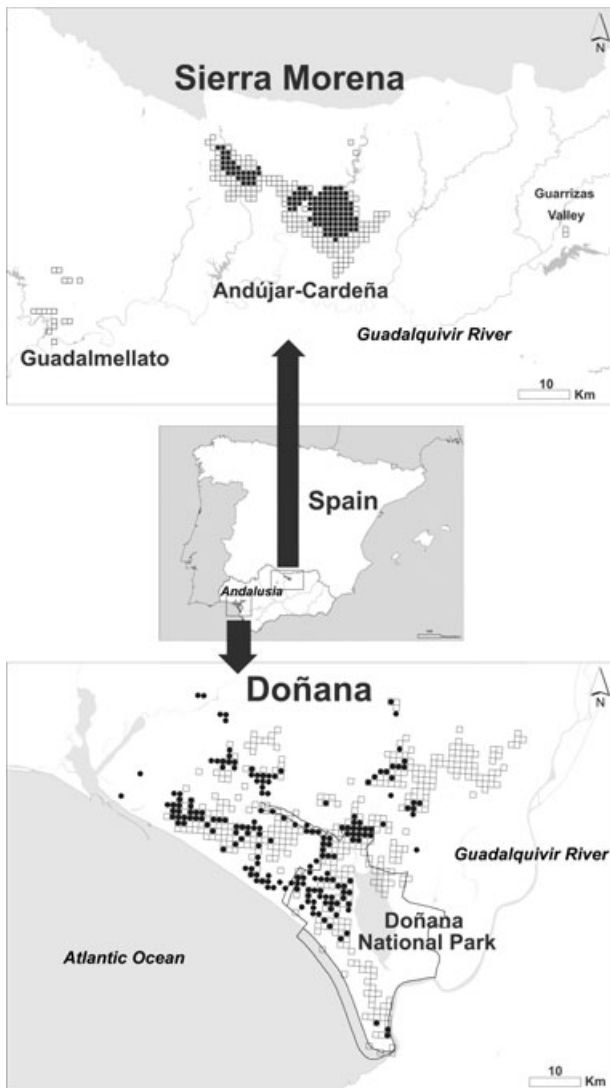 N
Sierra Morena
Guarrizas
Valley
Andújar-Cardeña
Guadalmellato
Guadalquivir River
10
Km
Spain
Andalusia
Doñana
N
Guadalquivir River
Doñana
National Park
Atlantic Ocean
10
Km